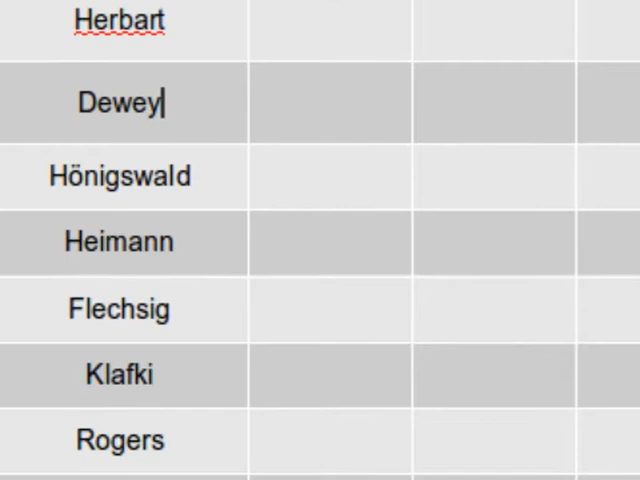 Herbart
Dewey
Hönigswald
Heimann
Flechsig
Klafki
Rogers